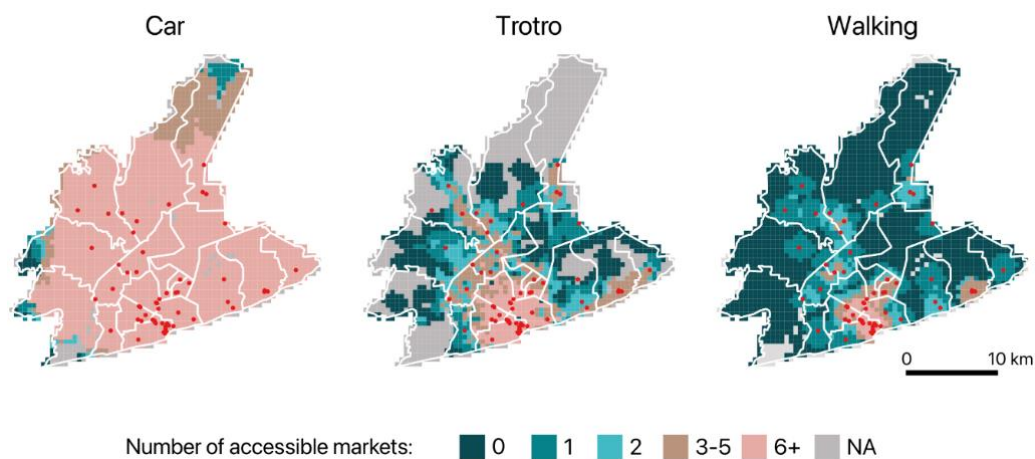 Car Trotro Walking
0 10 km
Number of accessible markets: 0 1 2 3-5 6+ NA